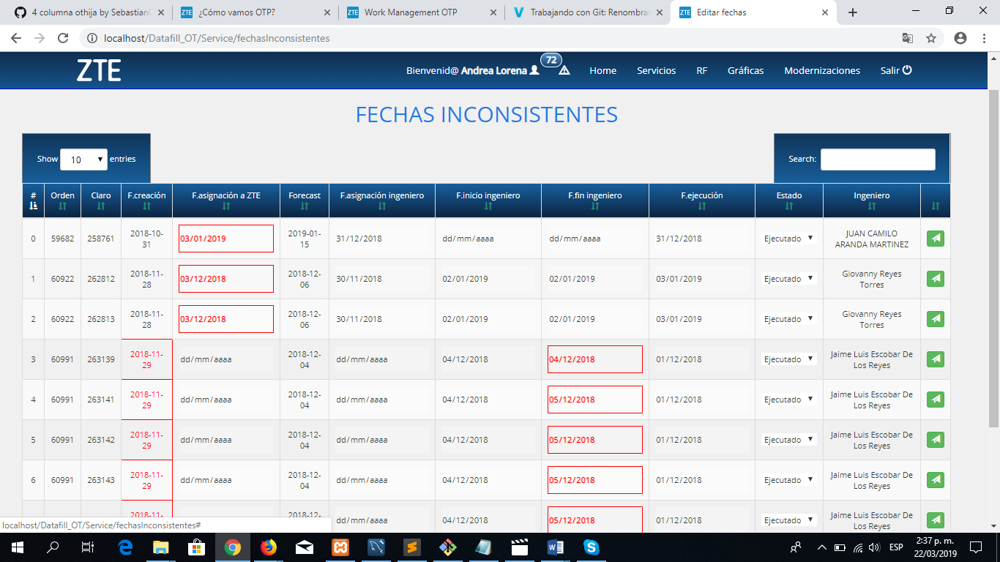 4 columna othija by Sebastian
ZTE ¿Cómo vamos OTP?
ZTE Work Management OTP
Trabajando con Git: Renombra
ZTE Editar fechas
localhost/Datafill_OT/Service/fechasInconsistentes
ZTE
Bienvenid@ Andrea Lorena 72 Home Servicios RF Gráficas Modernizaciones Salir
FECHAS INCONSISTENTES
Show 10 entries
Search:
# Orden Claro F.creación F.asignación a ZTE Forecast F.asignación ingeniero F.inicio ingeniero F.fin ingeniero F.ejecución Estado Ingeniero
0 59682 258761 2018-10-31 03/01/2019 2019-01-15 31/12/2018 dd/mm/aaaa dd/mm/aaaa 31/12/2018 Ejecutado JUAN CAMILO ARANDA MARTINEZ
1 60922 262812 2018-11-28 03/12/2018 2018-12-06 30/11/2018 02/01/2019 02/01/2019 03/01/2019 Ejecutado Giovanny Reyes Torres
2 60922 262813 2018-11-28 03/12/2018 2018-12-06 30/11/2018 02/01/2019 02/01/2019 03/01/2019 Ejecutado Giovanny Reyes Torres
3 60991 263139 2018-11-29 dd/mm/aaaa 2018-12-04 dd/mm/aaaa 04/12/2018 04/12/2018 01/12/2018 Ejecutado Jaime Luis Escobar De Los Reyes
4 60991 263141 2018-11-29 dd/mm/aaaa 2018-12-04 dd/mm/aaaa 04/12/2018 05/12/2018 01/12/2018 Ejecutado Jaime Luis Escobar De Los Reyes
5 60991 263142 2018-11-29 dd/mm/aaaa 2018-12-04 dd/mm/aaaa 04/12/2018 05/12/2018 01/12/2018 Ejecutado Jaime Luis Escobar De Los Reyes
6 60991 263143 2018-11-29 dd/mm/aaaa 2018-12-04 dd/mm/aaaa 04/12/2018 05/12/2018 01/12/2018 Ejecutado Jaime Luis Escobar De Los Reyes
2018-11- 2018-12- dd/mm/aaaa 04/12/2018 05/12/2018 01/12/2018 Ejecutado Jaime Luis Escobar De Los Reyes
localhost/Datafill_OT/Service/fechasInconsistentes#
ESP
2:37 p. m.
22/03/2019